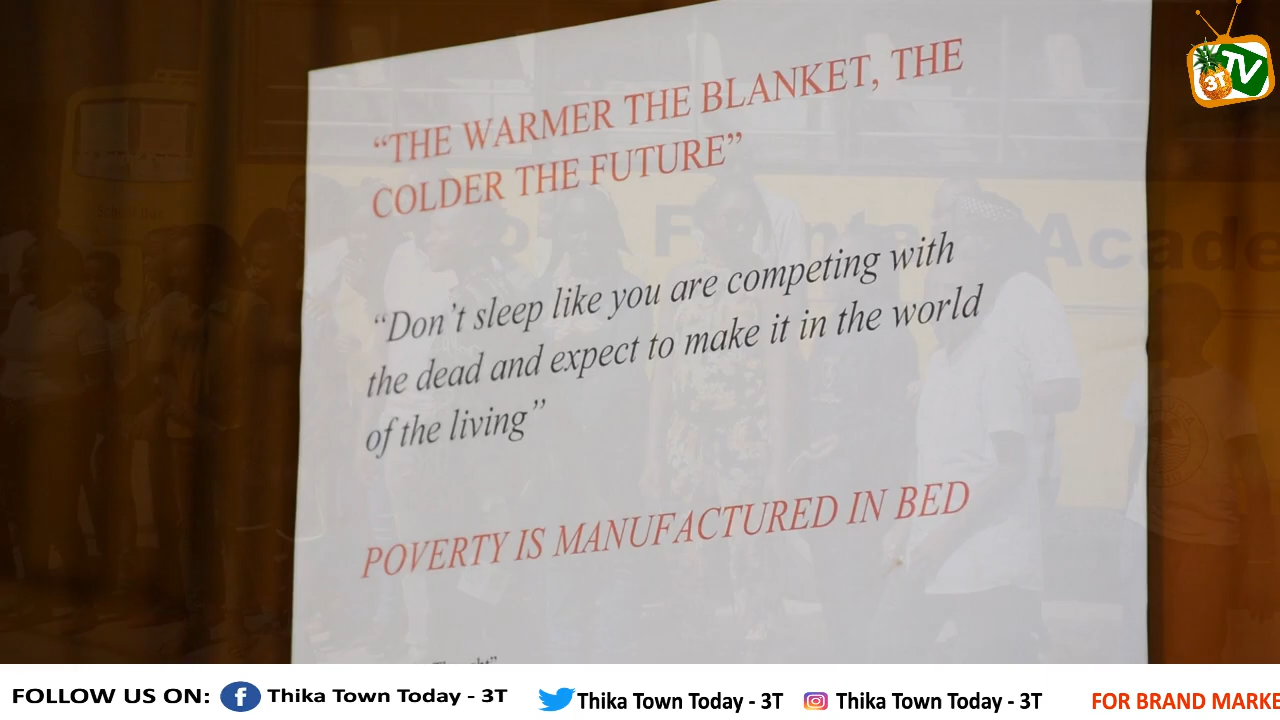 “THE WARMER THE BLANKET, THE
COLDER THE FUTURE”
“Don’t sleep like you are competing with
the dead and expect to make it in the world
of the living”
POVERTY IS MANUFACTURED IN BED
3T TV
FOLLOW US ON: Thika Town Today - 3T Thika Town Today - 3T Thika Town Today - 3T FOR BRAND MARKE